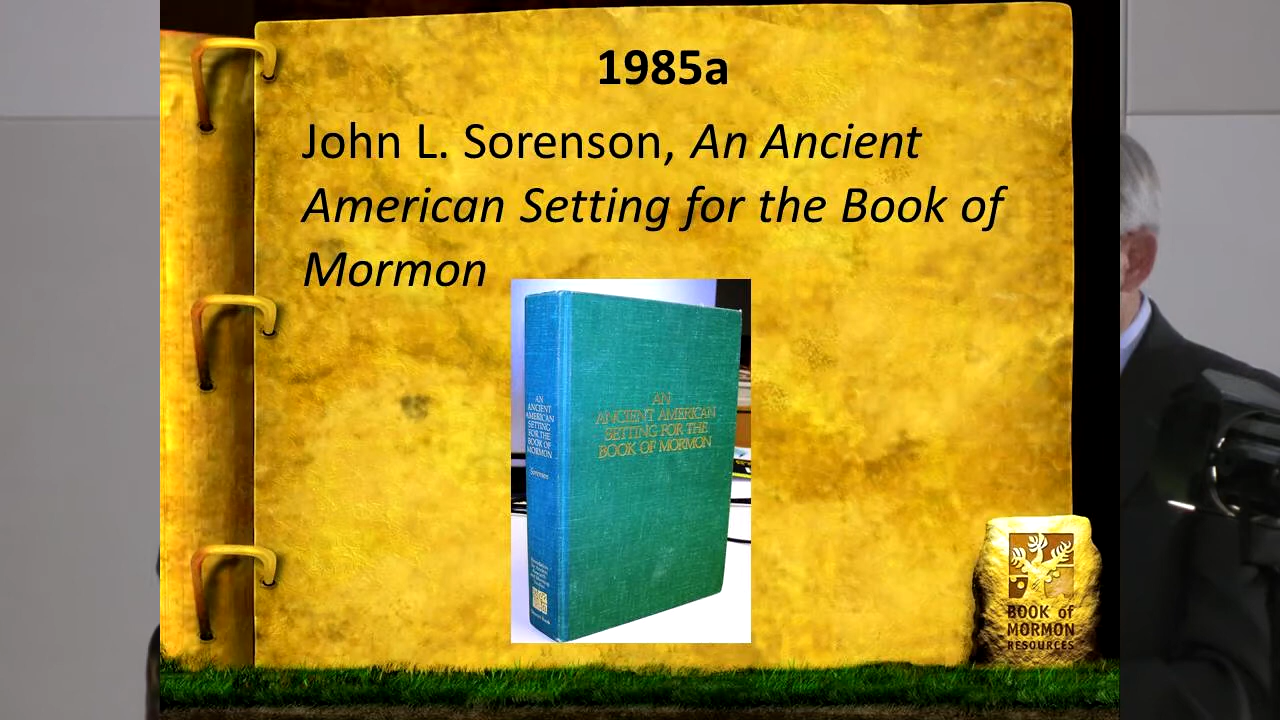 1985a
John L. Sorenson, An Ancient
American Setting for the Book of
Mormon
AN
ANCIENT
AMERICAN
SETTING
FOR THE
BOOK OF
MORMON
Sorenson
AN
ANCIENT AMERICAN
SETTING FOR THE
BOOK OF MORMON
BOOK of
MORMON
RESOURCES